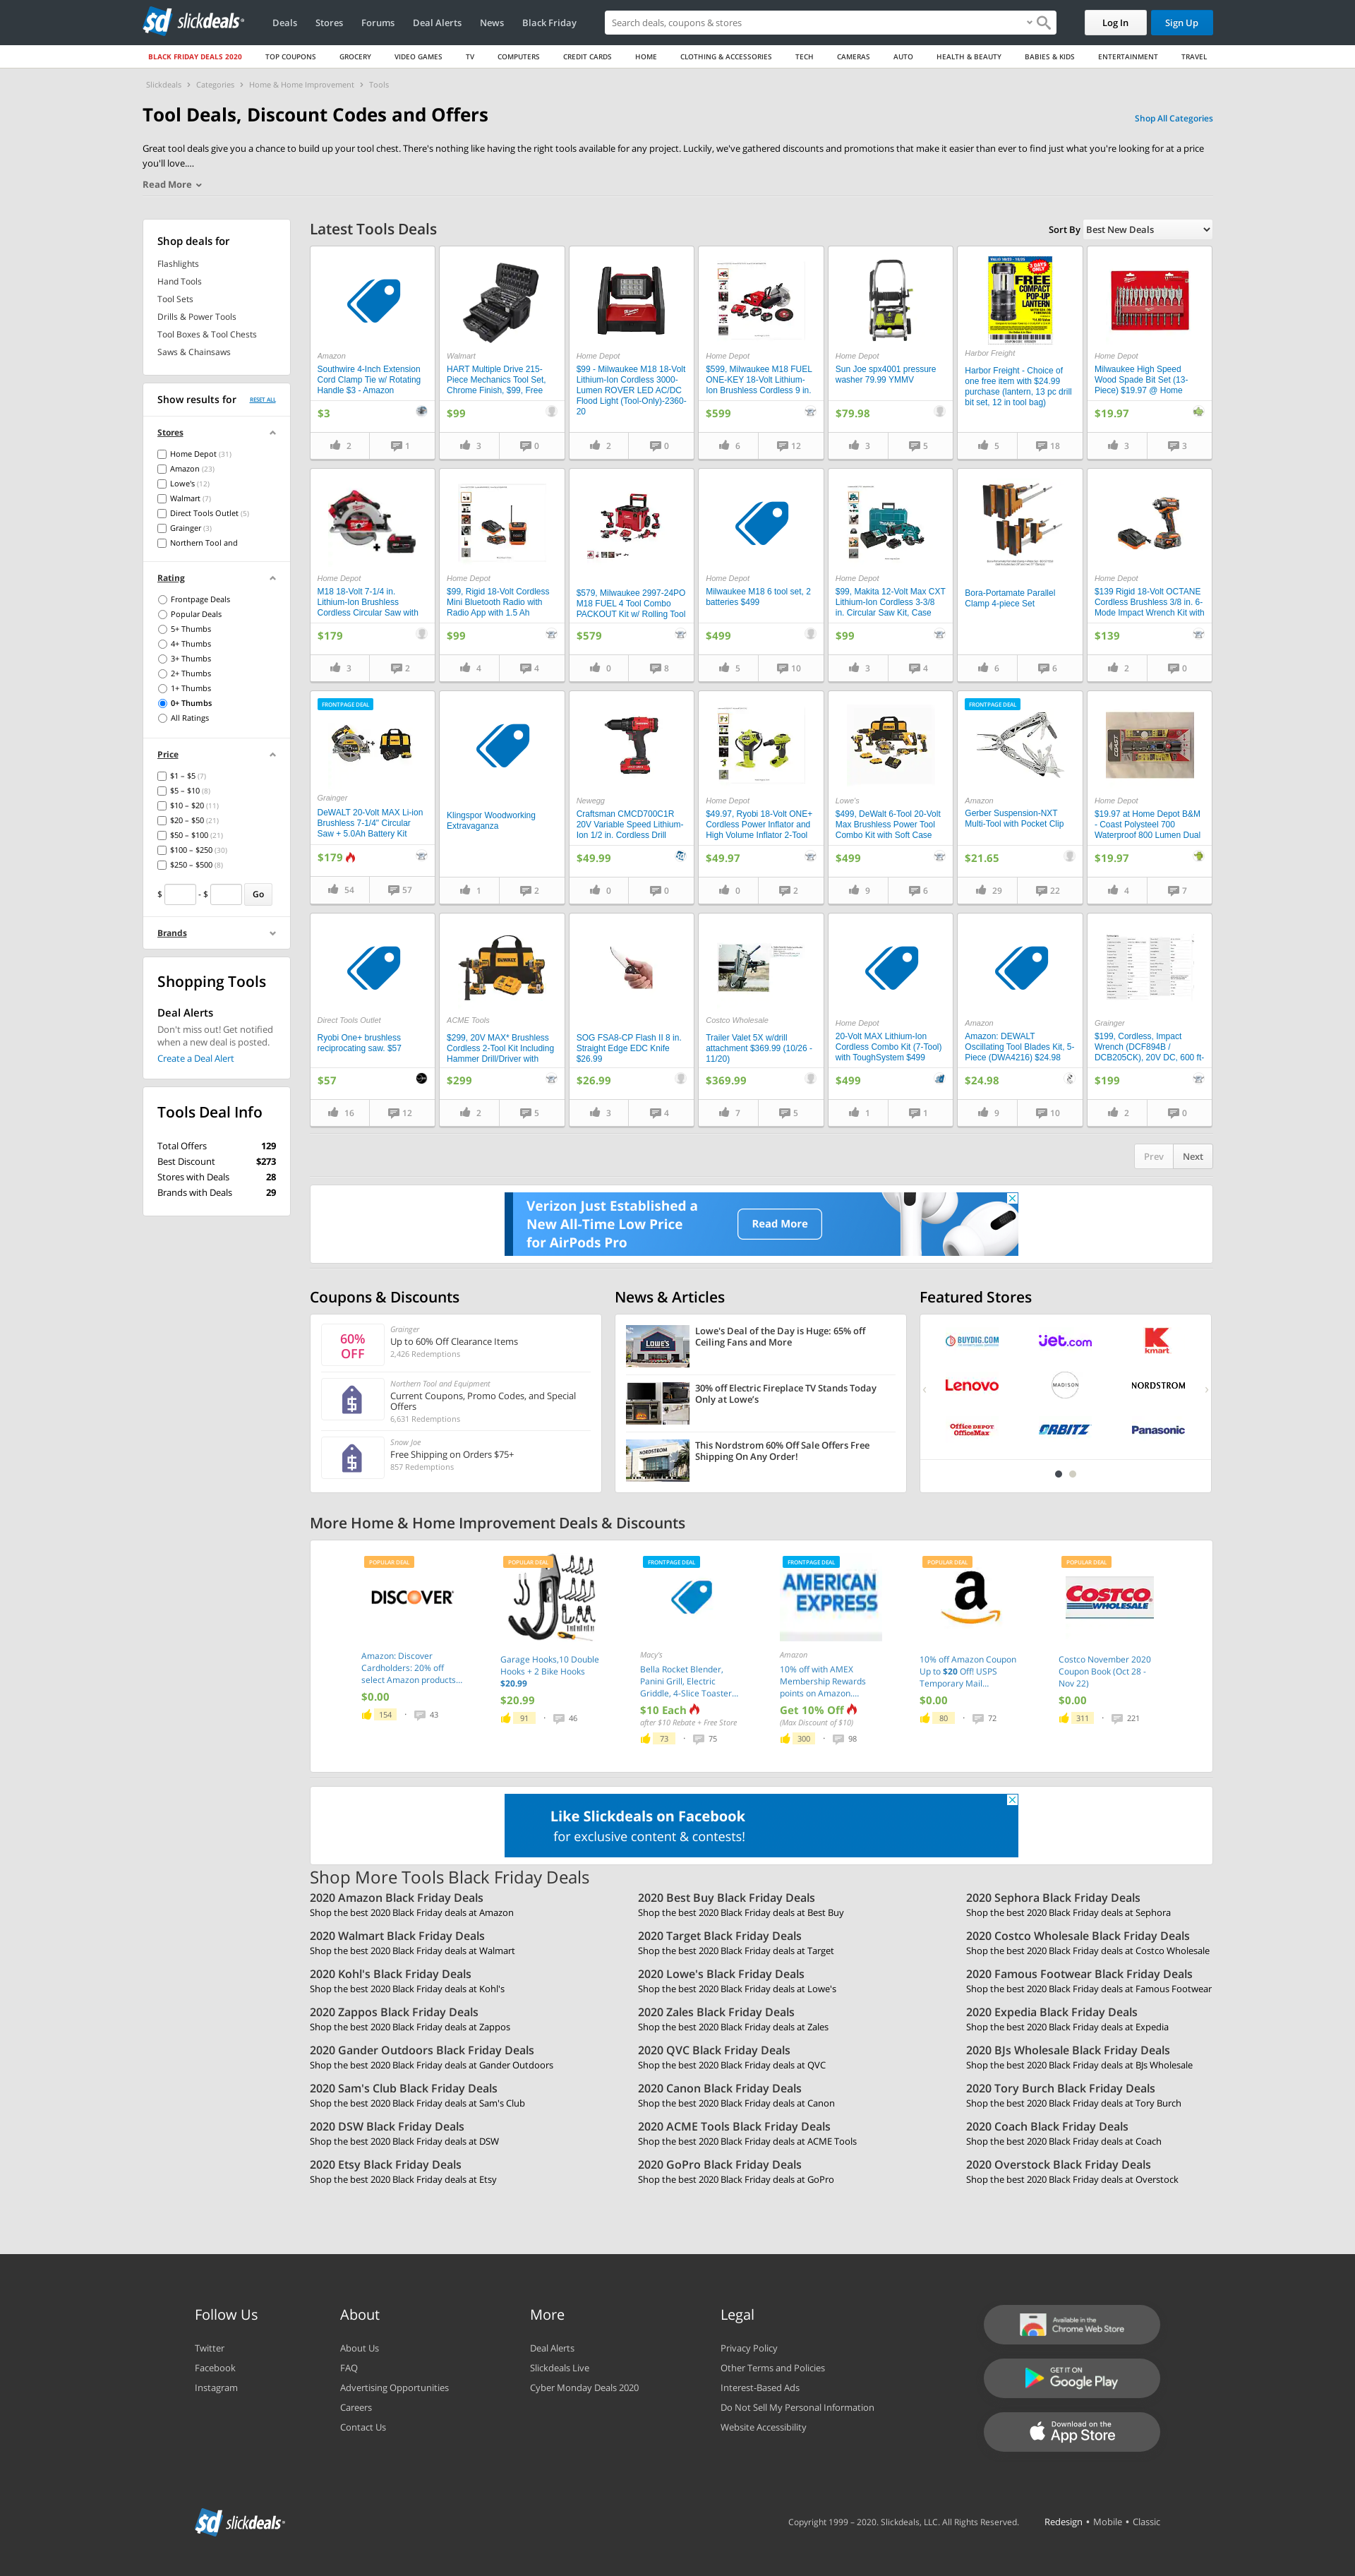 slickdeals
Deals Stores Forums Deal Alerts News Black Friday
Search deals, coupons & stores
Log In
Sign Up
BLACK FRIDAY DEALS 2020 TOP COUPONS GROCERY VIDEO GAMES TV COMPUTERS CREDIT CARDS HOME CLOTHING & ACCESSORIES TECH CAMERAS AUTO HEALTH & BEAUTY BABIES & KIDS ENTERTAINMENT TRAVEL
Slickdeals > Categories > Home & Home Improvement > Tools
Tool Deals, Discount Codes and Offers
Shop All Categories
Great tool deals give you a chance to build up your tool chest. There's nothing like having the right tools available for any project. Luckily, we've gathered discounts and promotions that make it easier than ever to find just what you're looking for at a price
you'll love....
Read More
Shop deals for
Flashlights
Hand Tools
Tool Sets
Drills & Power Tools
Tool Boxes & Tool Chests
Saws & Chainsaws
Show results for RESET ALL
Stores
Home Depot (31)
Amazon (23)
Lowe's (12)
Walmart (7)
Direct Tools Outlet (5)
Grainger (3)
Northern Tool and
Rating
Frontpage Deals
Popular Deals
5+ Thumbs
4+ Thumbs
3+ Thumbs
2+ Thumbs
1+ Thumbs
0+ Thumbs
All Ratings
Price
$1 – $5 (7)
$5 – $10 (8)
$10 – $20 (11)
$20 – $50 (21)
$50 – $100 (21)
$100 – $250 (30)
$250 – $500 (8)
$ - $ Go
Brands
Shopping Tools
Deal Alerts
Don't miss out! Get notified
when a new deal is posted.
Create a Deal Alert
Tools Deal Info
Total Offers 129
Best Discount $273
Stores with Deals 28
Brands with Deals 29
Latest Tools Deals
Sort By Best New Deals
Amazon
Southwire 4-Inch Extension
Cord Clamp Tie w/ Rotating
Handle $3 - Amazon
$3
2 1
Walmart
HART Multiple Drive 215-
Piece Mechanics Tool Set,
Chrome Finish, $99, Free
$99
3 0
Home Depot
$99 - Milwaukee M18 18-Volt
Lithium-Ion Cordless 3000-
Lumen ROVER LED AC/DC
Flood Light (Tool-Only)-2360-
20
2 0
Home Depot
$599, Milwaukee M18 FUEL
ONE-KEY 18-Volt Lithium-
Ion Brushless Cordless 9 in.
$599
6 12
Home Depot
Sun Joe spx4001 pressure
washer 79.99 YMMV
$79.98
3 5
FREE
COMPACT
POP-UP
LANTERN
Harbor Freight
Harbor Freight - Choice of
one free item with $24.99
purchase (lantern, 13 pc drill
bit set, 12 in tool bag)
5 18
Home Depot
Milwaukee High Speed
Wood Spade Bit Set (13-
Piece) $19.97 @ Home
$19.97
3 3
Home Depot
M18 18-Volt 7-1/4 in.
Lithium-Ion Brushless
Cordless Circular Saw with
$179
3 2
Home Depot
$99, Rigid 18-Volt Cordless
Mini Bluetooth Radio with
Radio App with 1.5 Ah
$99
4 4
$579, Milwaukee 2997-24PO
M18 FUEL 4 Tool Combo
PACKOUT Kit w/ Rolling Tool
$579
0 8
Home Depot
Milwaukee M18 6 tool set, 2
batteries $499
$499
5 10
Home Depot
$99, Makita 12-Volt Max CXT
Lithium-Ion Cordless 3-3/8
in. Circular Saw Kit, Case
$99
3 4
Bora-Portamate Parallel
Clamp 4-piece Set
6 6
Home Depot
$139 Rigid 18-Volt OCTANE
Cordless Brushless 3/8 in. 6-
Mode Impact Wrench Kit with
$139
2 0
FRONTPAGE DEAL
Grainger
DeWALT 20-Volt MAX Li-ion
Brushless 7-1/4" Circular
Saw + 5.0Ah Battery Kit
$179
54 57
Klingspor Woodworking
Extravaganza
1 2
Newegg
Craftsman CMCD700C1R
20V Variable Speed Lithium-
Ion 1/2 in. Cordless Drill
$49.99
0 0
Home Depot
$49.97, Ryobi 18-Volt ONE+
Cordless Power Inflator and
High Volume Inflator 2-Tool
$49.97
0 2
Lowe's
$499, DeWalt 6-Tool 20-Volt
Max Brushless Power Tool
Combo Kit with Soft Case
$499
9 6
FRONTPAGE DEAL
Amazon
Gerber Suspension-NXT
Multi-Tool with Pocket Clip
$21.65
29 22
COAST
Home Depot
$19.97 at Home Depot B&M
- Coast Polysteel 700
Waterproof 800 Lumen Dual
$19.97
4 7
Direct Tools Outlet
Ryobi One+ brushless
reciprocating saw. $57
$57
16 12
ACME Tools
$299, 20V MAX* Brushless
Cordless 2-Tool Kit Including
Hammer Drill/Driver with
$299
2 5
SOG FSA8-CP Flash II 8 in.
Straight Edge EDC Knife
$26.99
$26.99
3 4
Costco Wholesale
Trailer Valet 5X w/drill
attachment $369.99 (10/26 -
11/20)
$369.99
7 5
Home Depot
20-Volt MAX Lithium-Ion
Cordless Combo Kit (7-Tool)
with ToughSystem $499
$499
1 1
Amazon
Amazon: DEWALT
Oscillating Tool Blades Kit, 5-
Piece (DWA4216) $24.98
$24.98
9 10
Grainger
$199, Cordless, Impact
Wrench (DCF894B /
DCB205CK), 20V DC, 600 ft-
$199
2 0
Prev Next
Verizon Just Established a
New All-Time Low Price
for AirPods Pro
Read More
Coupons & Discounts
60%
OFF
Grainger
Up to 60% Off Clearance Items
2,426 Redemptions
Northern Tool and Equipment
Current Coupons, Promo Codes, and Special
Offers
6,631 Redemptions
Snow Joe
Free Shipping on Orders $75+
857 Redemptions
News & Articles
LOWE'S
Lowe's Deal of the Day is Huge: 65% off
Ceiling Fans and More
30% off Electric Fireplace TV Stands Today
Only at Lowe's
NORDSTROM
This Nordstrom 60% Off Sale Offers Free
Shipping On Any Order!
Featured Stores
BUYDIG.COM
jet.com
kmart
Lenovo
MADISON
NORDSTROM
Office DEPOT
OfficeMax
ORBITZ
Panasonic
More Home & Home Improvement Deals & Discounts
POPULAR DEAL
DISCOVER
Amazon: Discover
Cardholders: 20% off
select Amazon products...
$0.00
154 · 43
POPULAR DEAL
Garage Hooks,10 Double
Hooks + 2 Bike Hooks
$20.99
$20.99
91 · 46
FRONTPAGE DEAL
Macy's
Bella Rocket Blender,
Panini Grill, Electric
Griddle, 4-Slice Toaster...
$10 Each
after $10 Rebate + Free Store
73 · 75
FRONTPAGE DEAL
AMERICAN
EXPRESS
Amazon
10% off with AMEX
Membership Rewards
points on Amazon....
Get 10% Off
(Max Discount of $10)
300 · 98
POPULAR DEAL
10% off Amazon Coupon
Up to $20 Off! USPS
Temporary Mail...
$0.00
80 · 72
POPULAR DEAL
COSTCO
WHOLESALE
Costco November 2020
Coupon Book (Oct 28 -
Nov 22)
$0.00
311 · 221
Like Slickdeals on Facebook
for exclusive content & contests!
Shop More Tools Black Friday Deals
2020 Amazon Black Friday Deals
Shop the best 2020 Black Friday deals at Amazon
2020 Best Buy Black Friday Deals
Shop the best 2020 Black Friday deals at Best Buy
2020 Sephora Black Friday Deals
Shop the best 2020 Black Friday deals at Sephora
2020 Walmart Black Friday Deals
Shop the best 2020 Black Friday deals at Walmart
2020 Target Black Friday Deals
Shop the best 2020 Black Friday deals at Target
2020 Costco Wholesale Black Friday Deals
Shop the best 2020 Black Friday deals at Costco Wholesale
2020 Kohl's Black Friday Deals
Shop the best 2020 Black Friday deals at Kohl's
2020 Lowe's Black Friday Deals
Shop the best 2020 Black Friday deals at Lowe's
2020 Famous Footwear Black Friday Deals
Shop the best 2020 Black Friday deals at Famous Footwear
2020 Zappos Black Friday Deals
Shop the best 2020 Black Friday deals at Zappos
2020 Zales Black Friday Deals
Shop the best 2020 Black Friday deals at Zales
2020 Expedia Black Friday Deals
Shop the best 2020 Black Friday deals at Expedia
2020 Gander Outdoors Black Friday Deals
Shop the best 2020 Black Friday deals at Gander Outdoors
2020 QVC Black Friday Deals
Shop the best 2020 Black Friday deals at QVC
2020 BJs Wholesale Black Friday Deals
Shop the best 2020 Black Friday deals at BJs Wholesale
2020 Sam's Club Black Friday Deals
Shop the best 2020 Black Friday deals at Sam's Club
2020 Canon Black Friday Deals
Shop the best 2020 Black Friday deals at Canon
2020 Tory Burch Black Friday Deals
Shop the best 2020 Black Friday deals at Tory Burch
2020 DSW Black Friday Deals
Shop the best 2020 Black Friday deals at DSW
2020 ACME Tools Black Friday Deals
Shop the best 2020 Black Friday deals at ACME Tools
2020 Coach Black Friday Deals
Shop the best 2020 Black Friday deals at Coach
2020 Etsy Black Friday Deals
Shop the best 2020 Black Friday deals at Etsy
2020 GoPro Black Friday Deals
Shop the best 2020 Black Friday deals at GoPro
2020 Overstock Black Friday Deals
Shop the best 2020 Black Friday deals at Overstock
Follow Us
Twitter
Facebook
Instagram
About
About Us
FAQ
Advertising Opportunities
Careers
Contact Us
More
Deal Alerts
Slickdeals Live
Cyber Monday Deals 2020
Legal
Privacy Policy
Other Terms and Policies
Interest-Based Ads
Do Not Sell My Personal Information
Website Accessibility
Available in the
Chrome Web Store
GET IT ON
Google Play
Download on the
App Store
slickdeals
Copyright 1999 – 2020. Slickdeals, LLC. All Rights Reserved.
Redesign • Mobile • Classic